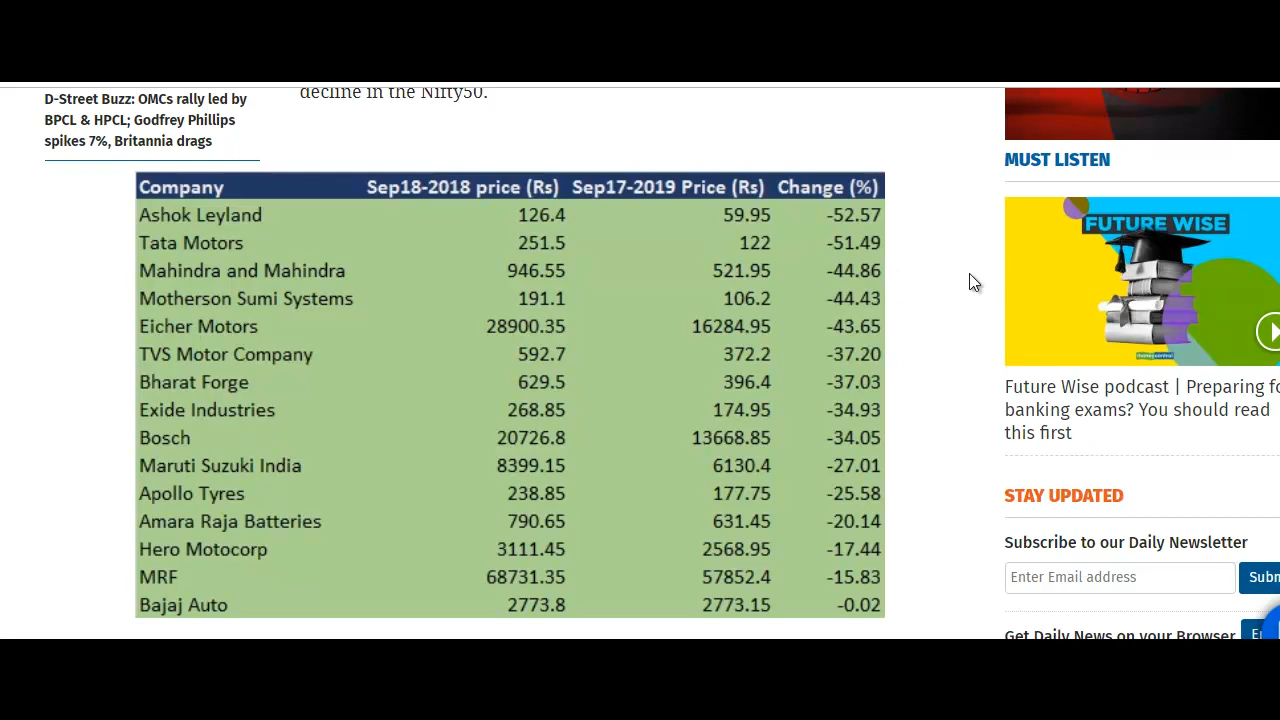 decline in the Nifty50.
D-Street Buzz: OMCs rally led by
BPCL & HPCL; Godfrey Phillips
spikes 7%, Britannia drags
Company Sep18-2018 price (Rs) Sep17-2019 Price (Rs) Change (%)
Ashok Leyland 126.4 59.95 -52.57
Tata Motors 251.5 122 -51.49
Mahindra and Mahindra 946.55 521.95 -44.86
Motherson Sumi Systems 191.1 106.2 -44.43
Eicher Motors 28900.35 16284.95 -43.65
TVS Motor Company 592.7 372.2 -37.20
Bharat Forge 629.5 396.4 -37.03
Exide Industries 268.85 174.95 -34.93
Bosch 20726.8 13668.85 -34.05
Maruti Suzuki India 8399.15 6130.4 -27.01
Apollo Tyres 238.85 177.75 -25.58
Amara Raja Batteries 790.65 631.45 -20.14
Hero Motocorp 3111.45 2568.95 -17.44
MRF 68731.35 57852.4 -15.83
Bajaj Auto 2773.8 2773.15 -0.02
MUST LISTEN
FUTURE WISE
moneycontrol
Future Wise podcast | Preparing fo
banking exams? You should read
this first
STAY UPDATED
Subscribe to our Daily Newsletter
Enter Email address Subm
Get Daily News on your Browser